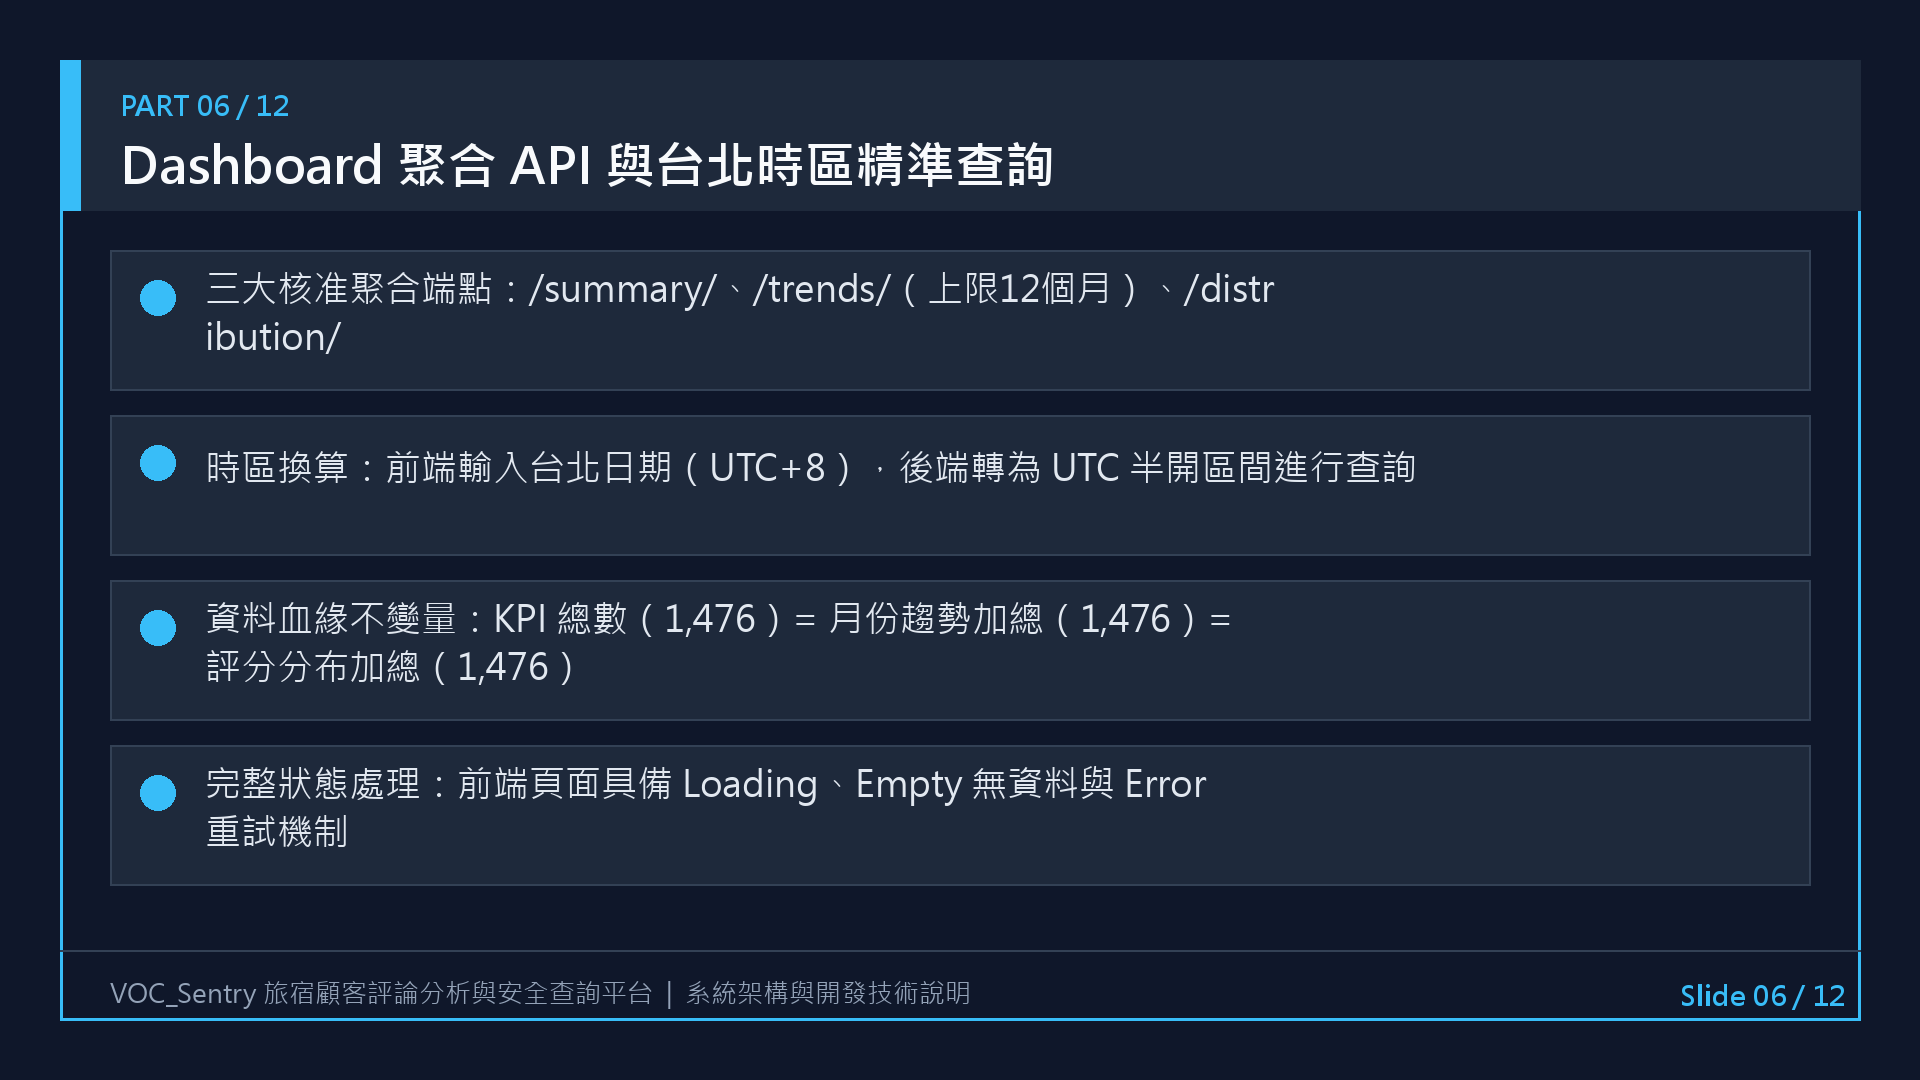 PART 06 / 12
Dashboard 聚合 API 與台北時區精準查詢
三大核准聚合端點：/summary/、/trends/（上限12個月）、/distr
ibution/
時區換算：前端輸入台北日期（UTC+8），後端轉為 UTC 半開區間進行查詢
資料血緣不變量：KPI 總數（1,476）= 月份趨勢加總（1,476）=
評分分布加總（1,476）
完整狀態處理：前端頁面具備 Loading、Empty 無資料與 Error
重試機制
VOC_Sentry 旅宿顧客評論分析與安全查詢平台 | 系統架構與開發技術說明
Slide 06 / 12